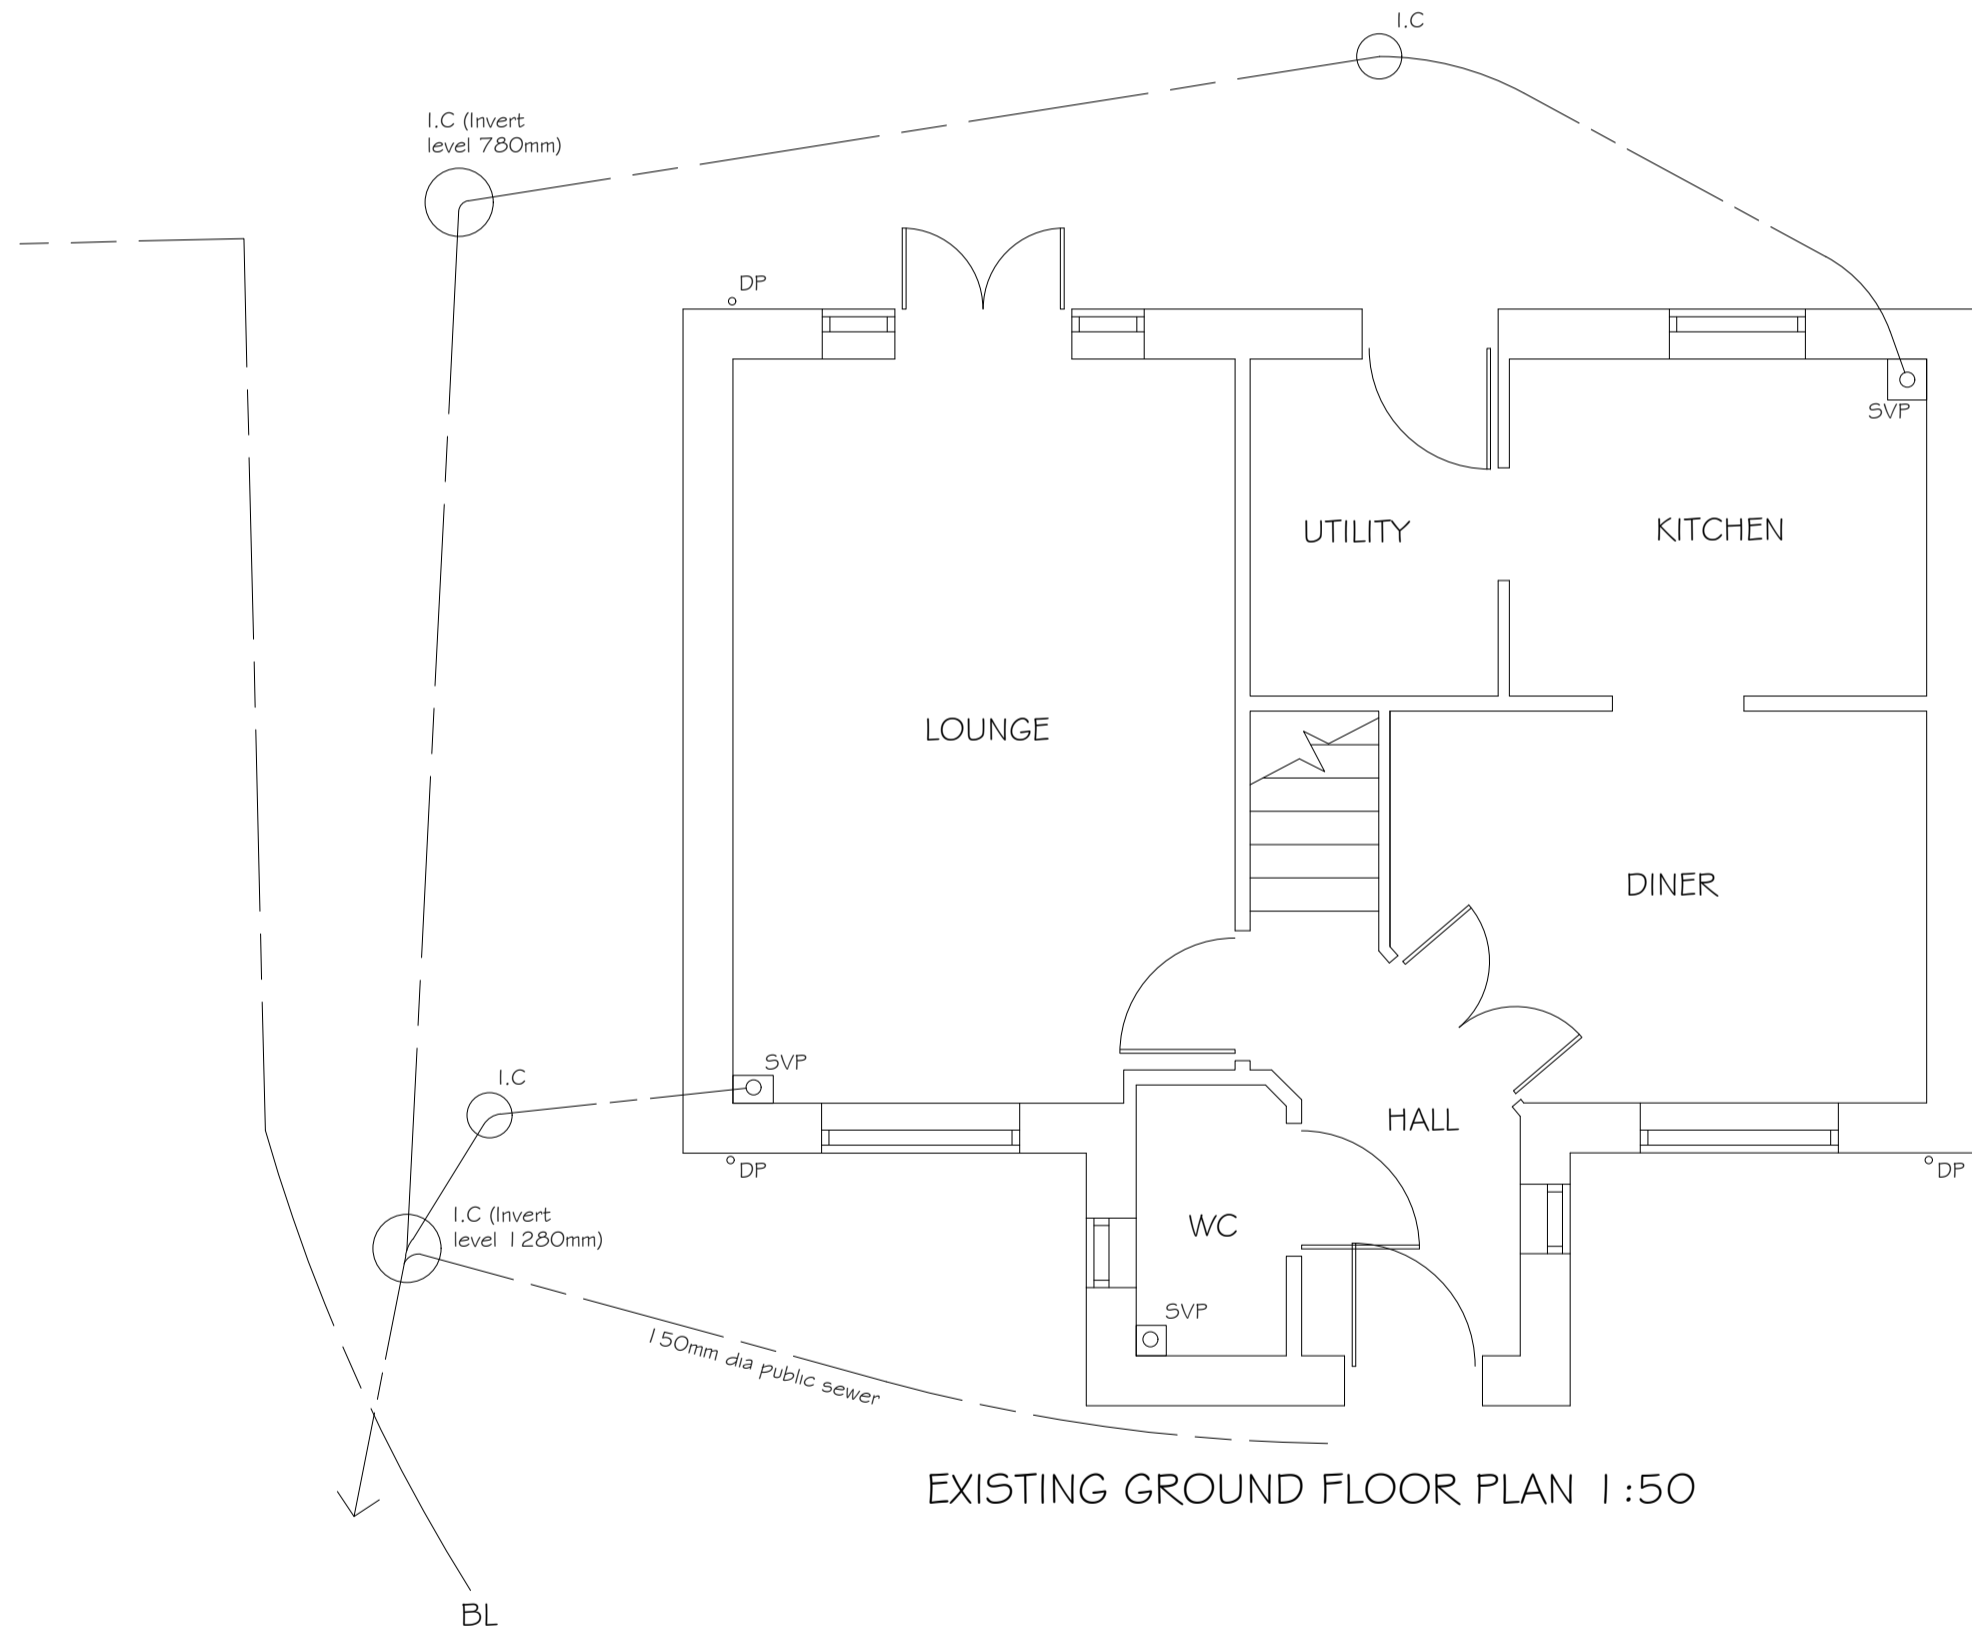 I.C
I.C (Invert
level 780mm)
DP
SVP
UTILITY
KITCHEN
LOUNGE
DINER
SVP
I.C
HALL
DP
DP
I.C (Invert
level 1280mm)
WC
SVP
150mm dia public sewer
EXISTING GROUND FLOOR PLAN 1:50
BL